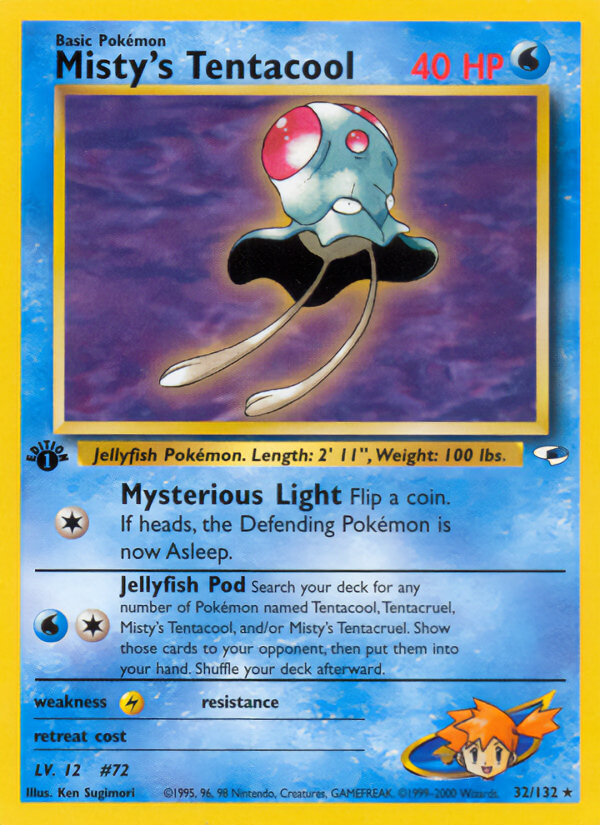 Basic Pokémon
Misty's Tentacool 40 HP
EDITION
1
Jellyfish Pokémon. Length: 2' 11", Weight: 100 lbs.
Mysterious Light Flip a coin.
If heads, the Defending Pokémon is
now Asleep.
Jellyfish Pod Search your deck for any
number of Pokémon named Tentacool, Tentacruel,
Misty's Tentacool, and/or Misty's Tentacruel. Show
those cards to your opponent, then put them into
your hand. Shuffle your deck afterward.
weakness resistance
retreat cost
LV. 12 #72
Illus. Ken Sugimori ©1995, 96, 98 Nintendo, Creatures, GAMEFREAK. ©1999-2000 Wizards. 32/132 ★